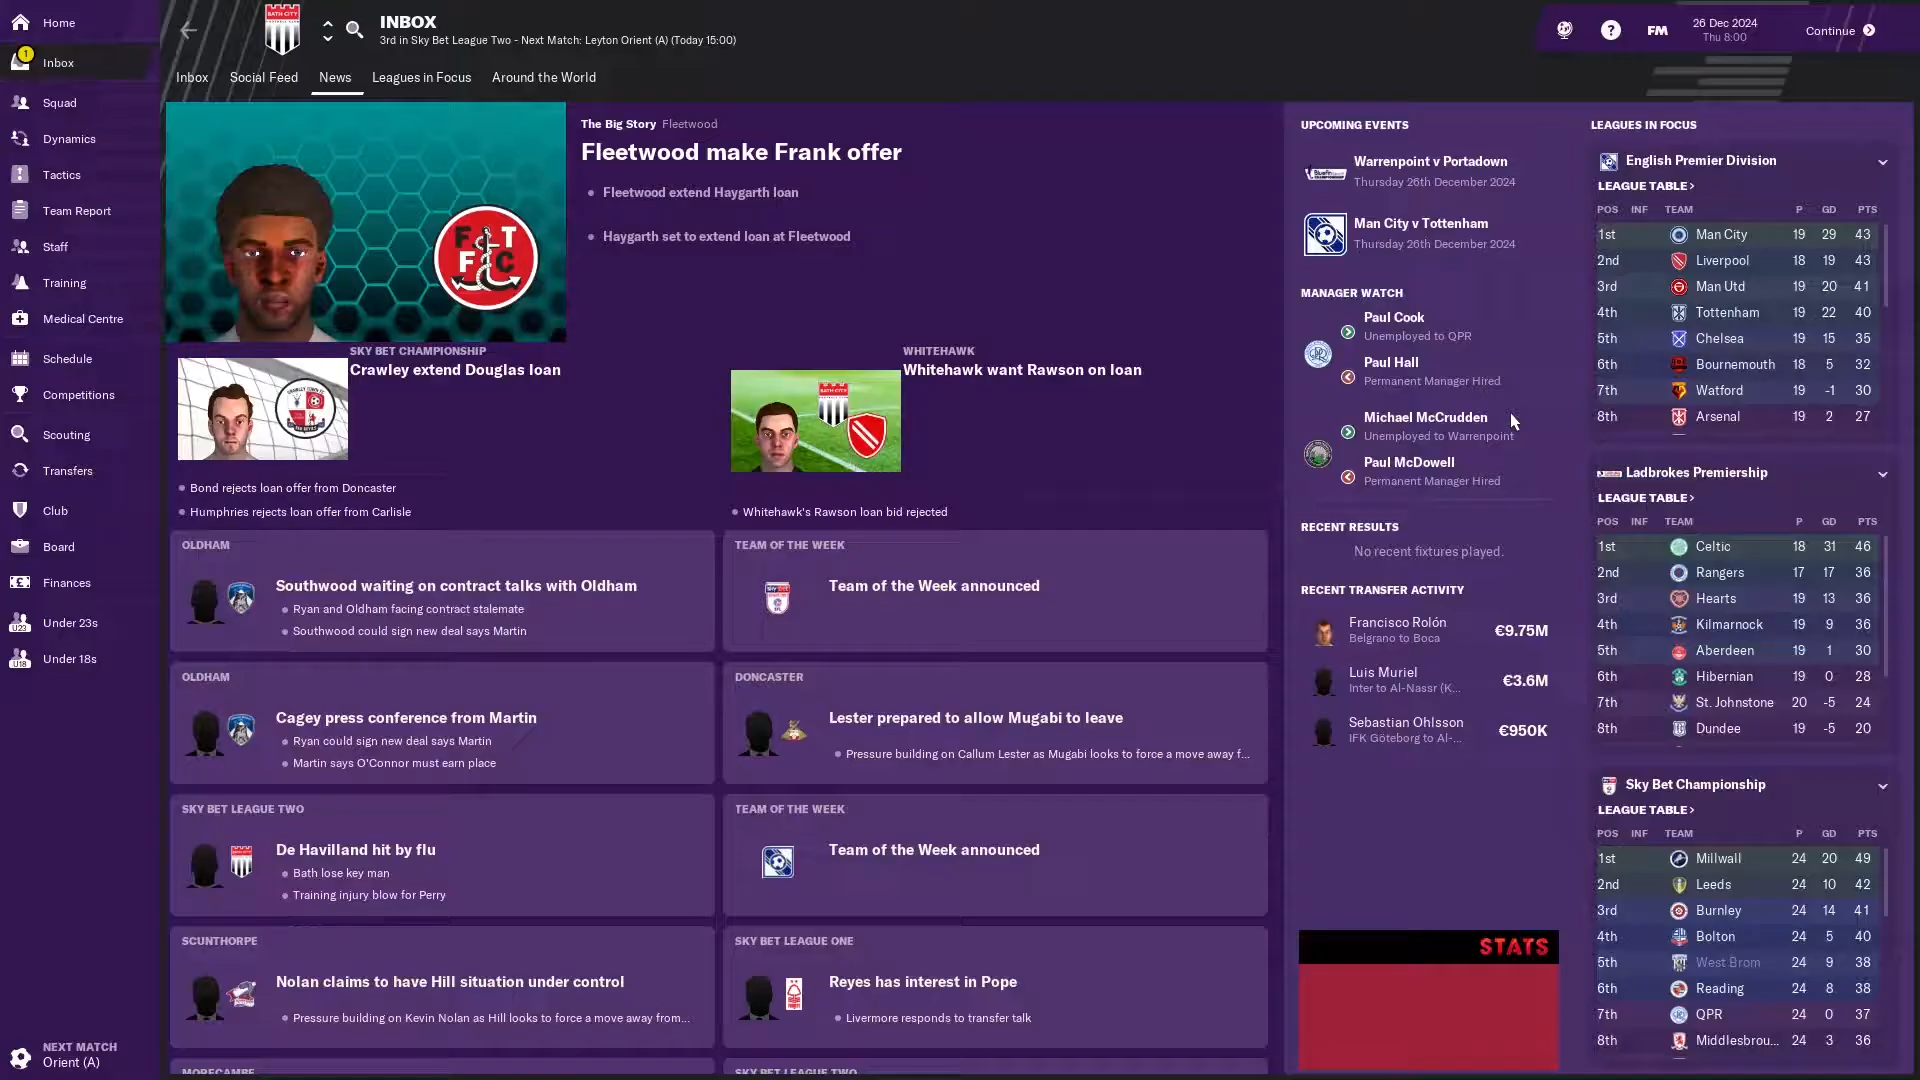 Home
1
Inbox
Squad
Dynamics
Tactics
Team Report
Staff
Training
Medical Centre
Schedule
Competitions
Scouting
Transfers
Club
Board
Finances
U23
Under 23s
U18
Under 18s
NEXT MATCH
Orient (A)
BATH CITY
INBOX
3rd in Sky Bet League Two - Next Match: Leyton Orient (A) (Today 15:00)
FM
26 Dec 2024
Thu 8:00
Continue
Inbox Social Feed News Leagues in Focus Around the World
F T
F C
The Big Story Fleetwood
Fleetwood make Frank offer
Fleetwood extend Haygarth loan
Haygarth set to extend loan at Fleetwood
SKY BET CHAMPIONSHIP
Crawley extend Douglas loan
Bond rejects loan offer from Doncaster
Humphries rejects loan offer from Carlisle
WHITEHAWK
Whitehawk want Rawson on loan
BATH CITY
Whitehawk's Rawson loan bid rejected
OLDHAM
Southwood waiting on contract talks with Oldham
Ryan and Oldham facing contract stalemate
Southwood could sign new deal says Martin
TEAM OF THE WEEK
Team of the Week announced
OLDHAM
Cagey press conference from Martin
Ryan could sign new deal says Martin
Martin says O'Connor must earn place
DONCASTER
Lester prepared to allow Mugabi to leave
Pressure building on Callum Lester as Mugabi looks to force a move away f...
SKY BET LEAGUE TWO
De Havilland hit by flu
Bath lose key man
Training injury blow for Perry
TEAM OF THE WEEK
Team of the Week announced
SCUNTHORPE
Nolan claims to have Hill situation under control
Pressure building on Kevin Nolan as Hill looks to force a move away from...
SKY BET LEAGUE ONE
Reyes has interest in Pope
Livermore responds to transfer talk
MORECAMBE
SKY BET LEAGUE TWO
UPCOMING EVENTS
Warrenpoint v Portadown
Thursday 26th December 2024
Man City v Tottenham
Thursday 26th December 2024
MANAGER WATCH
Paul Cook
Unemployed to QPR
Paul Hall
Permanent Manager Hired
Michael McCrudden
Unemployed to Warrenpoint
Paul McDowell
Permanent Manager Hired
RECENT RESULTS
No recent fixtures played.
RECENT TRANSFER ACTIVITY
Francisco Rolón
Belgrano to Boca
€9.75M
Luis Muriel
Inter to Al-Nassr (K...
€3.6M
Sebastian Ohlsson
IFK Göteborg to Al-...
€950K
STATS
LEAGUES IN FOCUS
English Premier Division
LEAGUE TABLE >
POS INF TEAM P GD PTS
1st Man City 19 29 43
2nd Liverpool 18 19 43
3rd Man Utd 19 20 41
4th Tottenham 19 22 40
5th Chelsea 19 15 35
6th Bournemouth 18 5 32
7th Watford 19 -1 30
8th Arsenal 19 2 27
Ladbrokes Premiership
LEAGUE TABLE >
POS INF TEAM P GD PTS
1st Celtic 18 31 46
2nd Rangers 17 17 36
3rd Hearts 19 13 36
4th Kilmarnock 19 9 36
5th Aberdeen 19 1 30
6th Hibernian 19 0 28
7th St. Johnstone 20 -5 24
8th Dundee 19 -5 20
Sky Bet Championship
LEAGUE TABLE >
POS INF TEAM P GD PTS
1st Millwall 24 20 49
2nd Leeds 24 10 42
3rd Burnley 24 14 41
4th Bolton 24 5 40
5th West Brom 24 9 38
6th Reading 24 8 38
7th QPR 24 0 37
8th Middlesbrou... 24 3 36